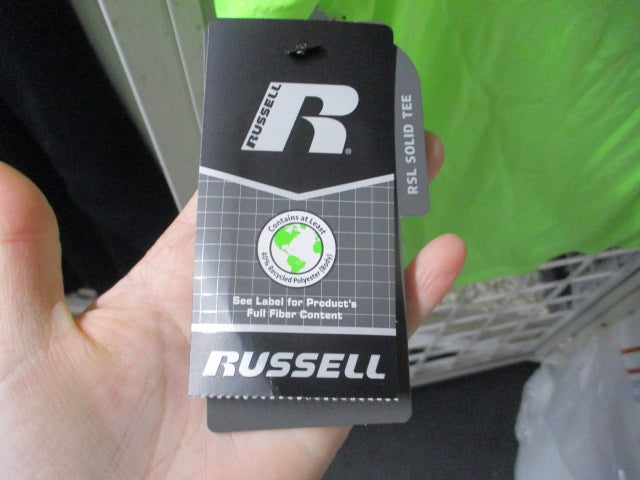 RUSSELL
R®
RSL SOLID TEE
Contains at Least
40% Recycled Polyester (Body)
See Label for Product's
Full Fiber Content
RUSSELL